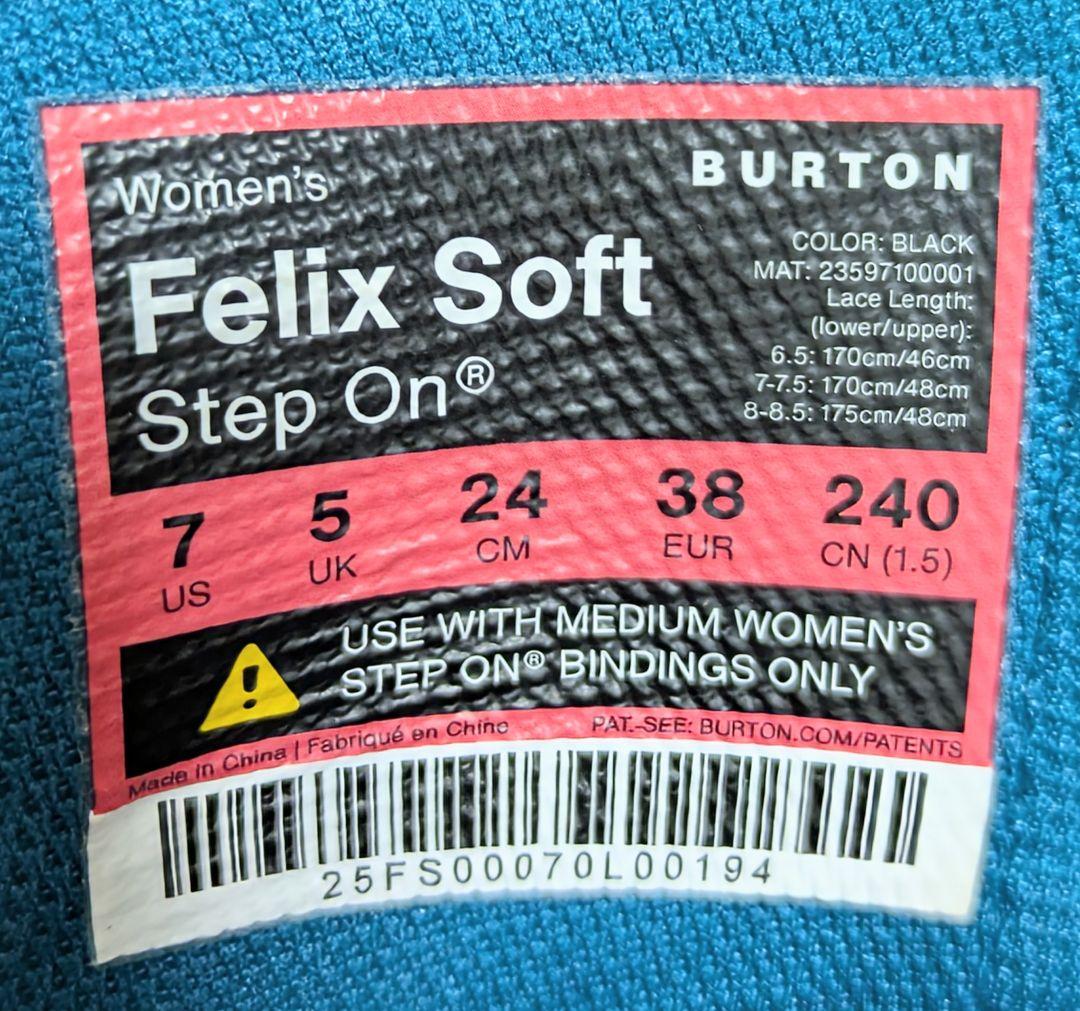 Women's
BURTON
Felix Soft
Step On®
COLOR: BLACK
MAT: 23597100001
Lace Length:
(lower/upper):
6.5: 170cm/46cm
7-7.5: 170cm/48cm
8-8.5: 175cm/48cm
7 5 24 38 240
US UK CM EUR CN (1.5)
USE WITH MEDIUM WOMEN'S
STEP ON® BINDINGS ONLY
Made in China | Fabriqué en Chine PAT.-SEE: BURTON.COM/PATENTS
25FS00070L00194